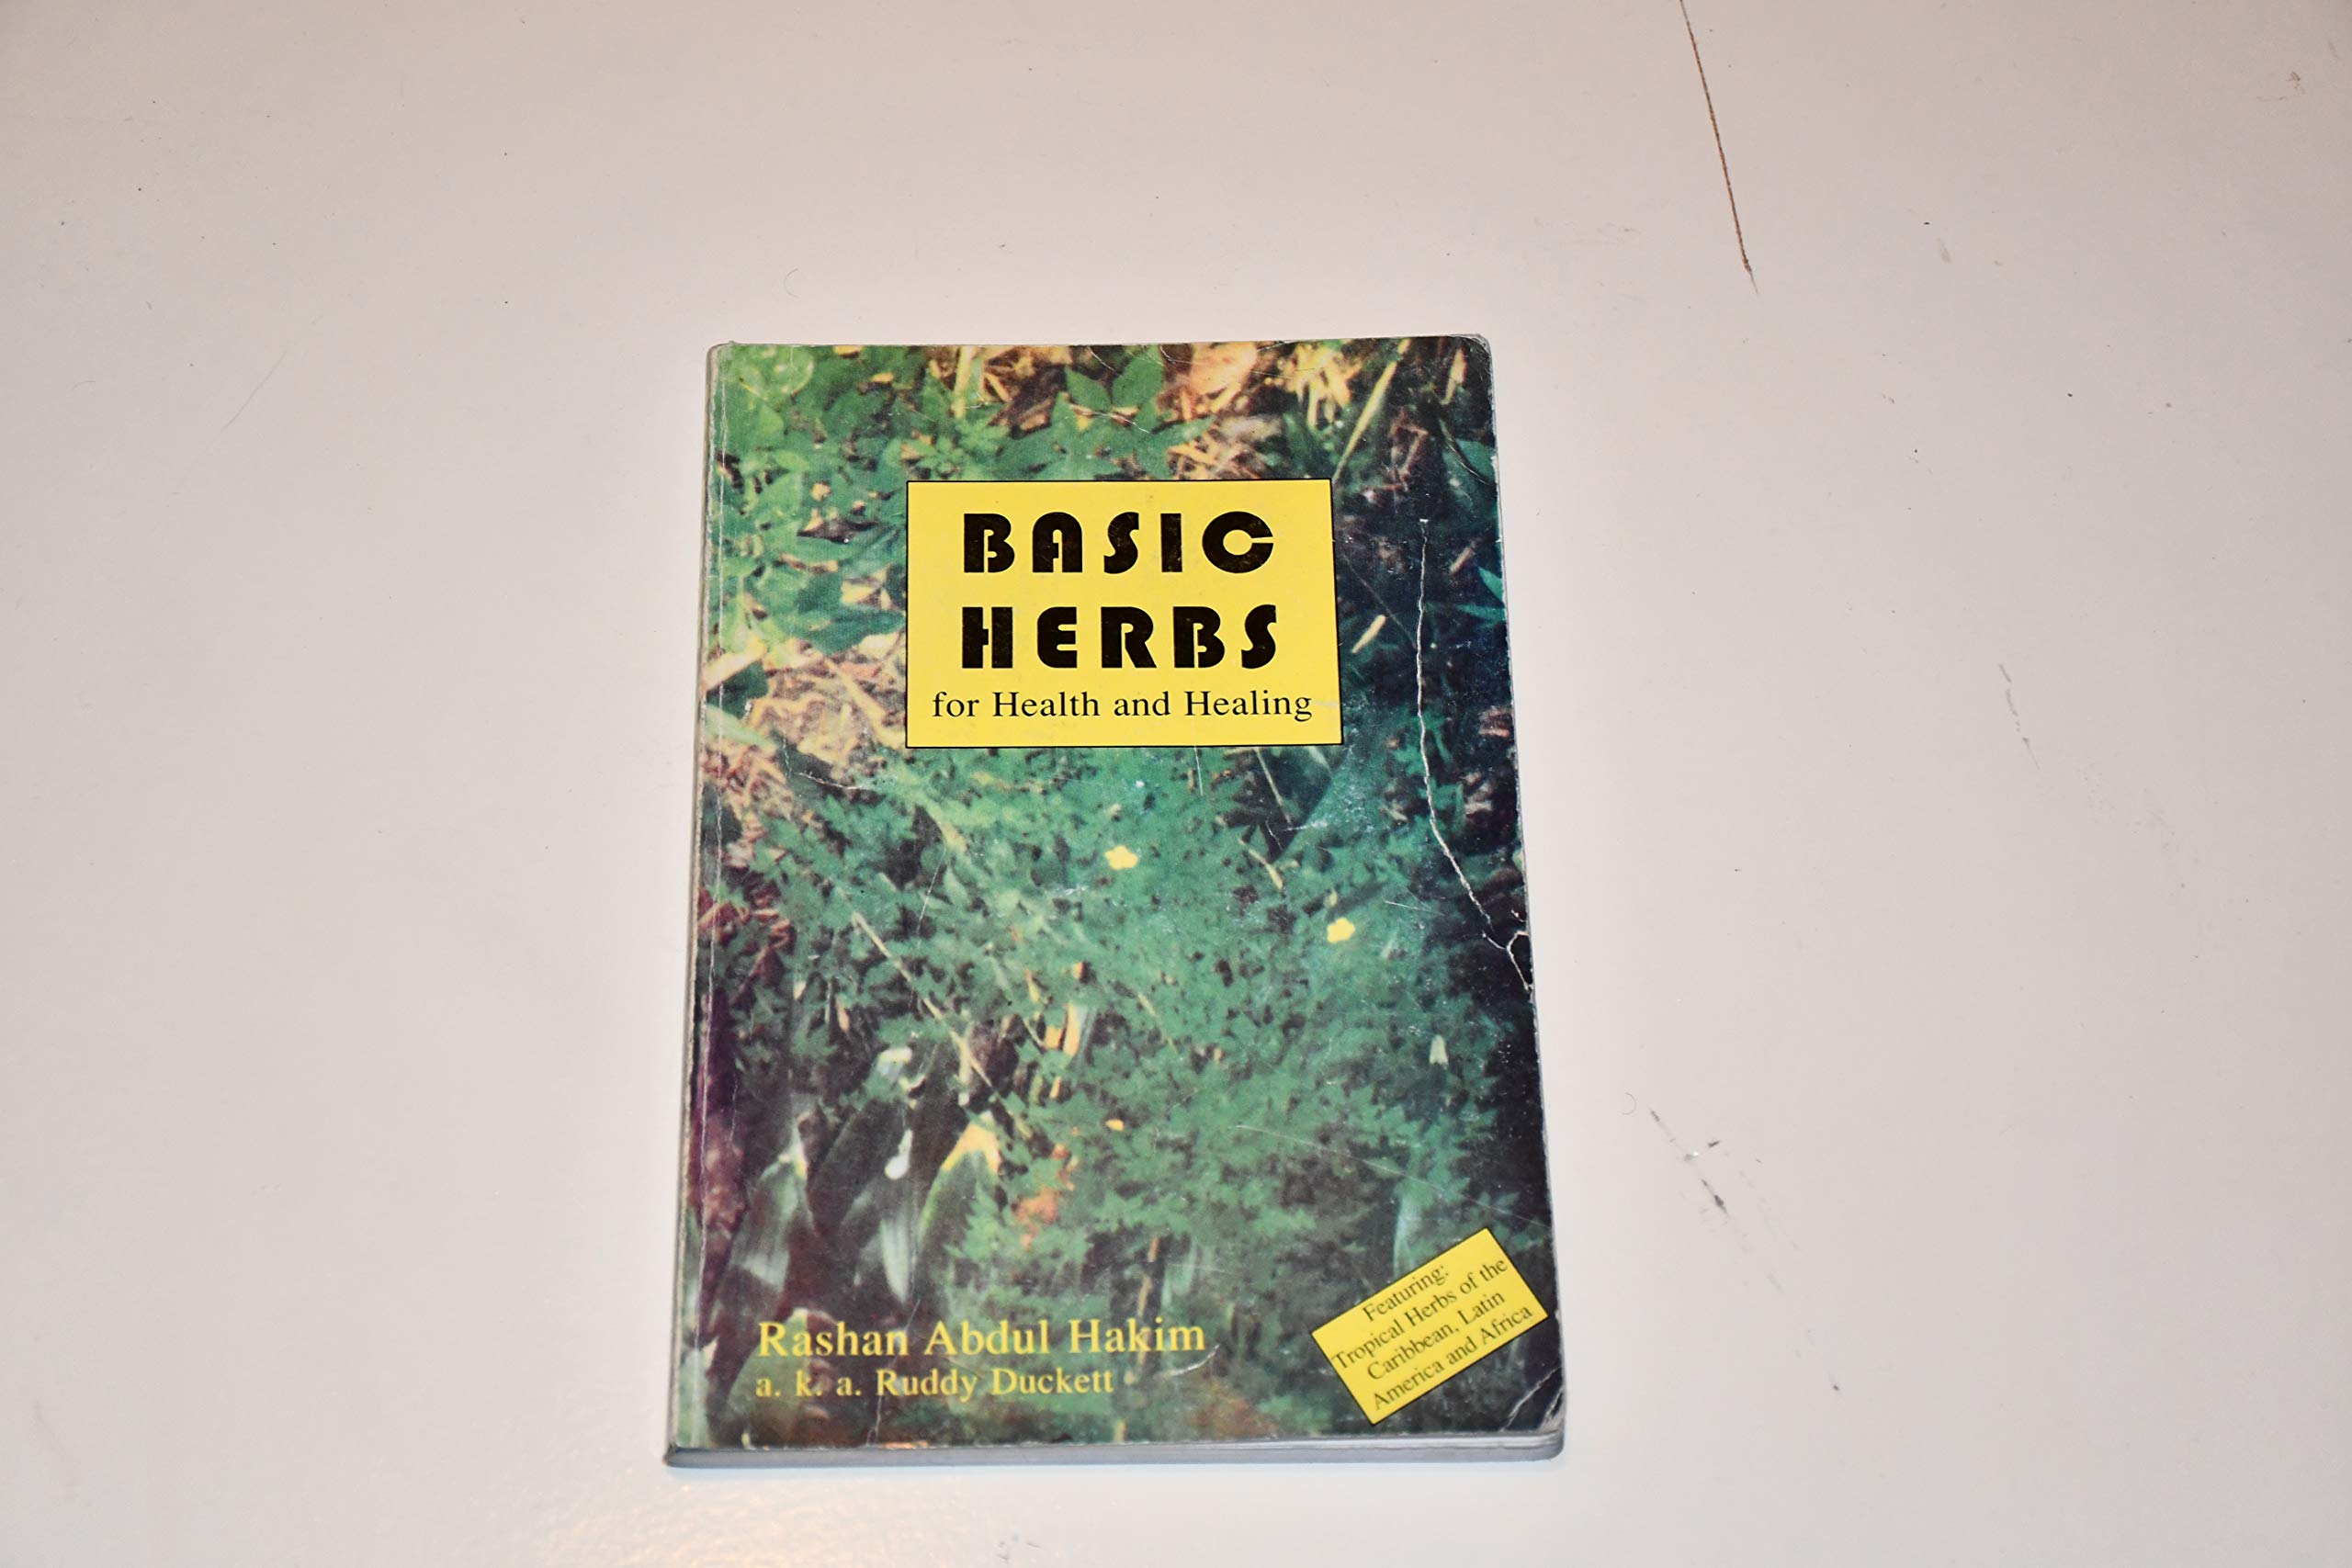 BASIC
HERBS
for Health and Healing
Rashan Abdul Hakim
a. k. a. Ruddy Duckett
Featuring:
Tropical Herbs of the
Caribbean, Latin
America and Africa